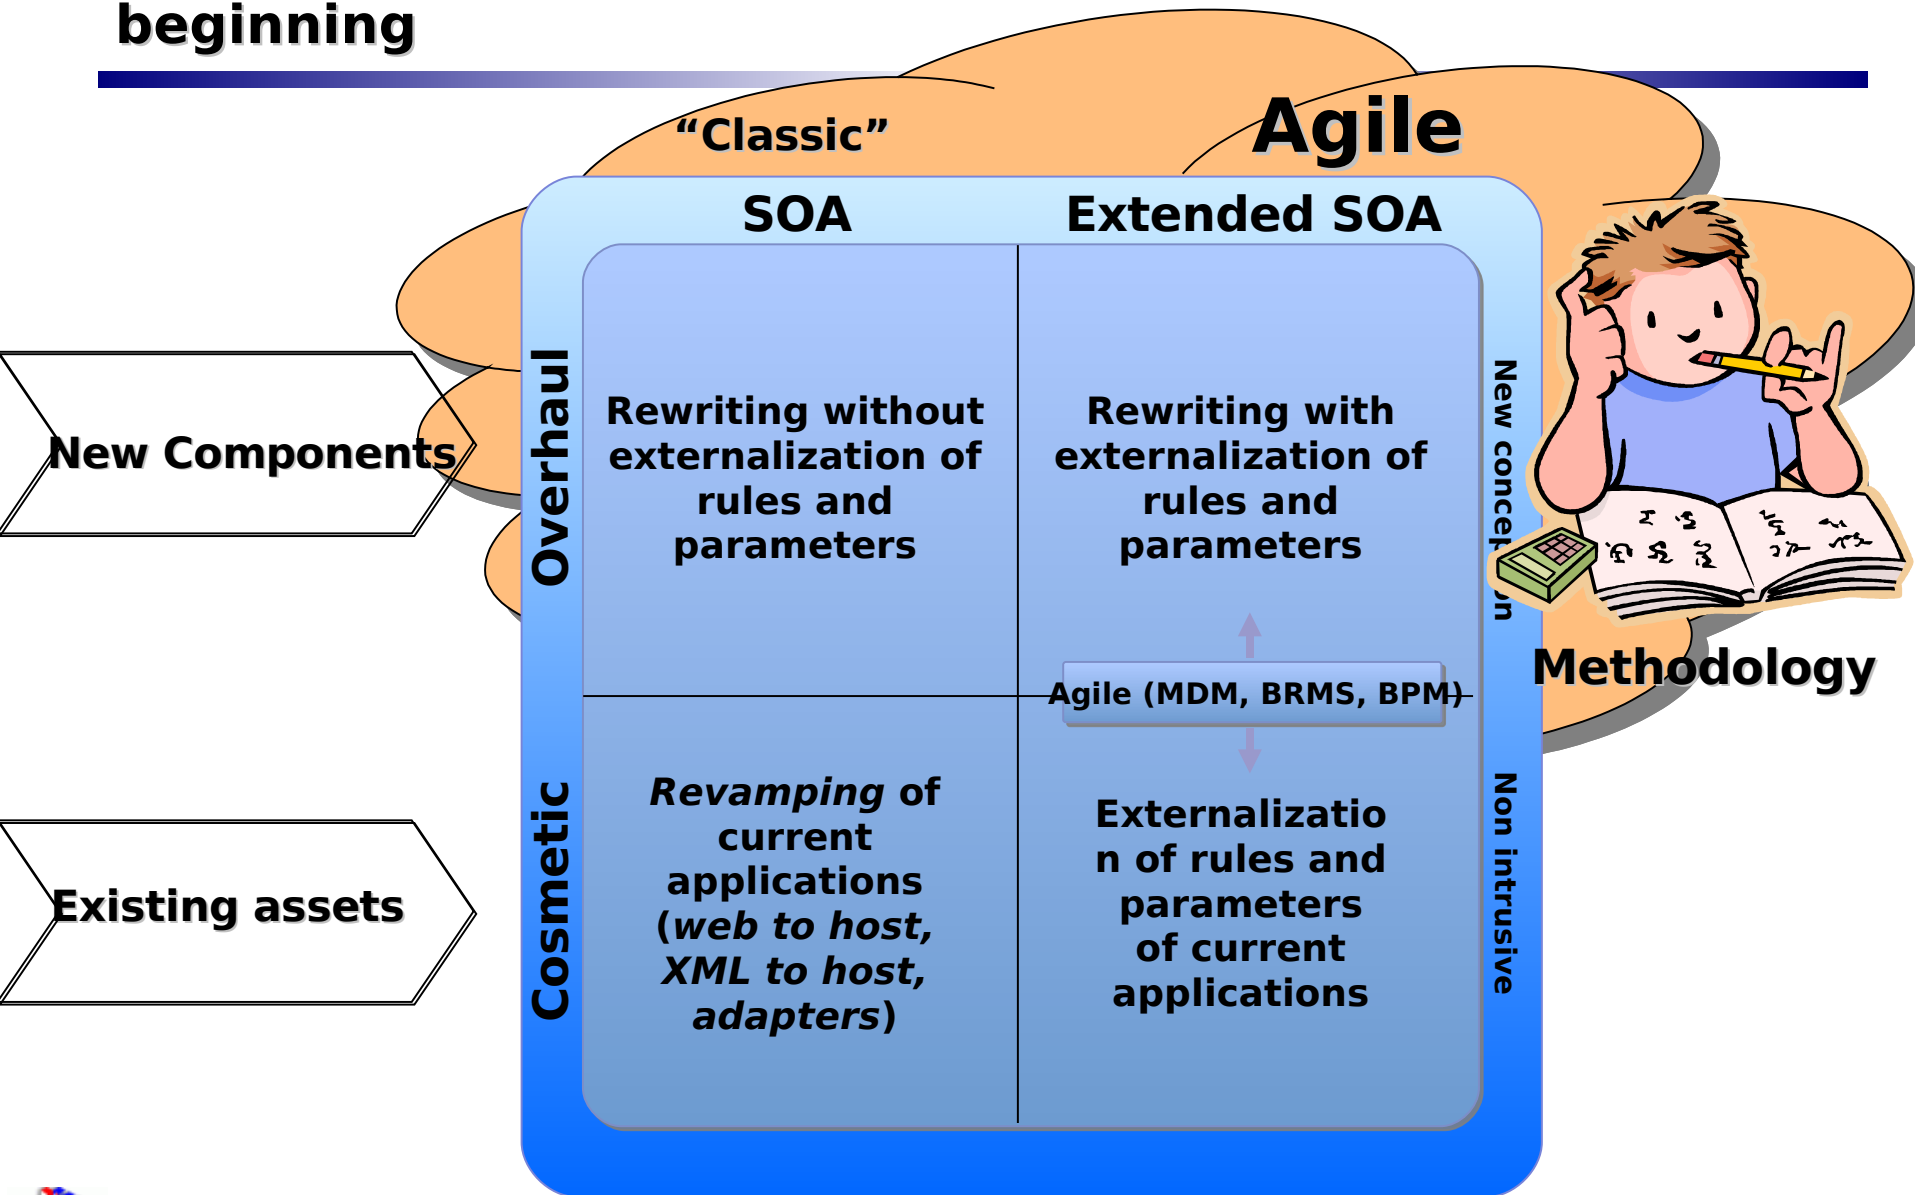 beginning
“Classic”
Agile
SOA
Extended SOA
New Components
Overhaul
Rewriting without
externalization of
rules and
parameters
Rewriting with
externalization of
rules and
parameters
New
Methodology
Agile (MDM, BRMS, BPM)
Existing assets
Cosmetic
Revamping of
current
applications
(web to host,
XML to host,
adapters)
Externalizatio
n of rules and
parameters
of current
applications
Non intrusive